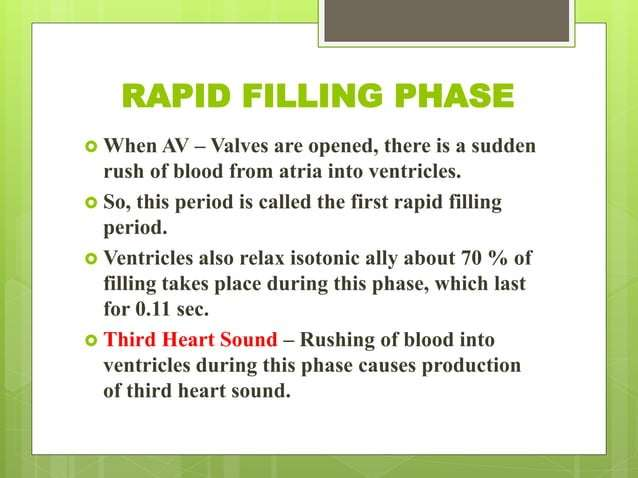 RAPID FILLING PHASE
When AV – Valves are opened, there is a sudden
rush of blood from atria into ventricles.
So, this period is called the first rapid filling
period.
Ventricles also relax isotonic ally about 70 % of
filling takes place during this phase, which last
for 0.11 sec.
Third Heart Sound – Rushing of blood into
ventricles during this phase causes production
of third heart sound.